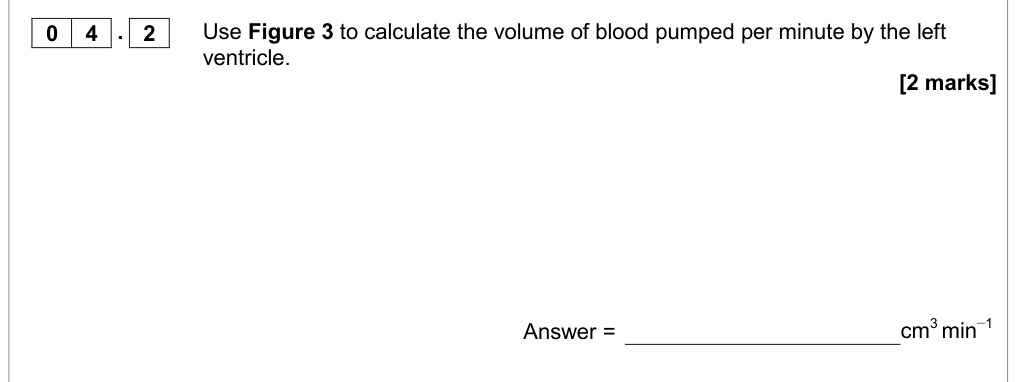 0 4 . 2 Use Figure 3 to calculate the volume of blood pumped per minute by the left
ventricle.
[2 marks]
Answer = ____________________ cm³ min⁻¹